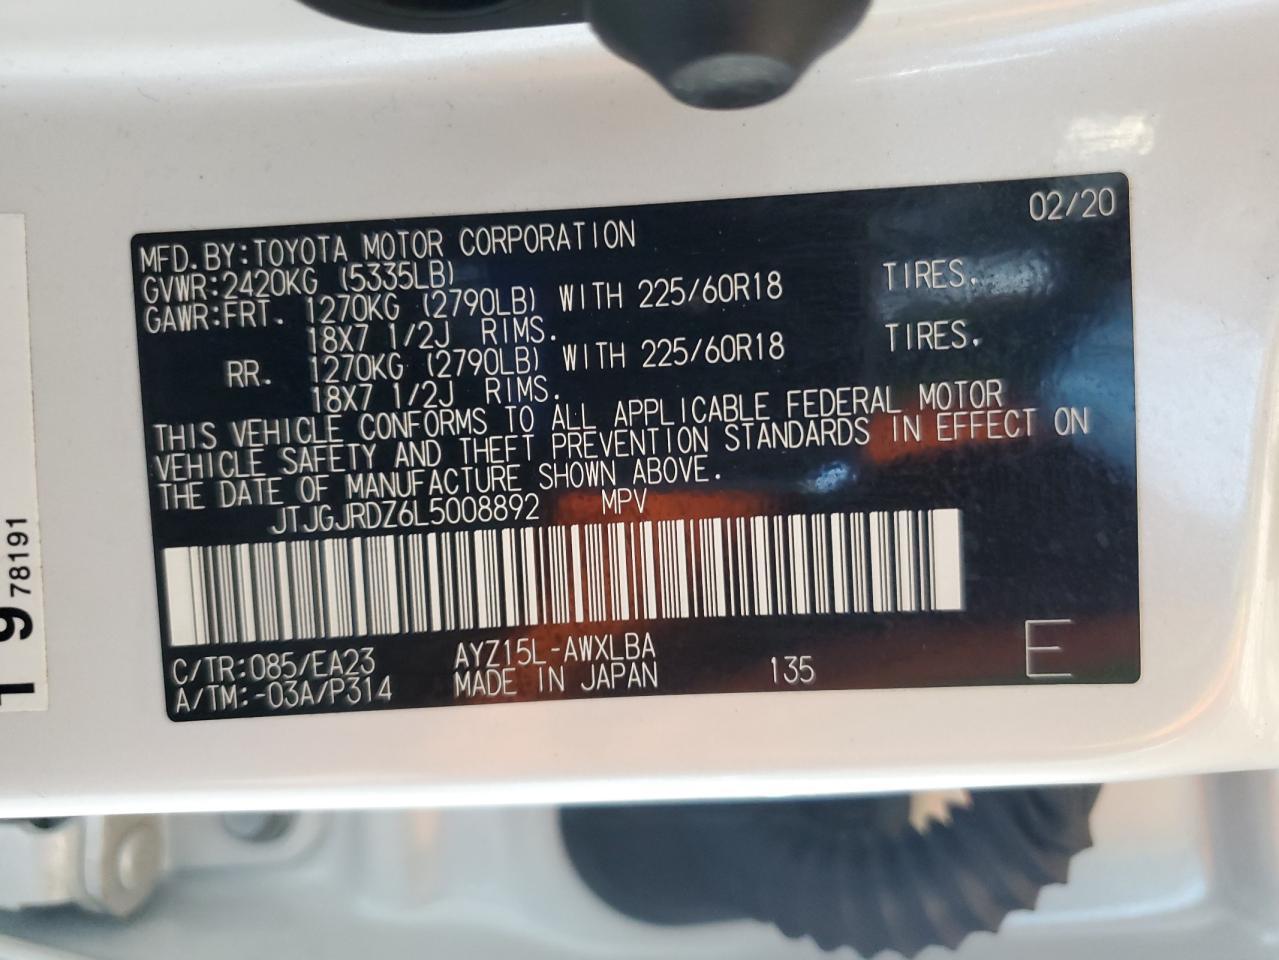 02/20
MFD. BY: TOYOTA MOTOR CORPORATION
GVWR: 2420KG (5335LB)
GAWR: FRT. 1270KG (2790LB) WITH 225/60R18 TIRES.
18X7 1/2J RIMS.
RR. 1270KG (2790LB) WITH 225/60R18 TIRES.
18X7 1/2J RIMS.
THIS VEHICLE CONFORMS TO ALL APPLICABLE FEDERAL MOTOR
VEHICLE SAFETY AND THEFT PREVENTION STANDARDS IN EFFECT ON
THE DATE OF MANUFACTURE SHOWN ABOVE.
JTJGJRDZ6L5008892 MPV
C/TR: 085/EA23 AYZ15L-AWXLBA
A/TM: -03A/P314 MADE IN JAPAN 135 E
78191